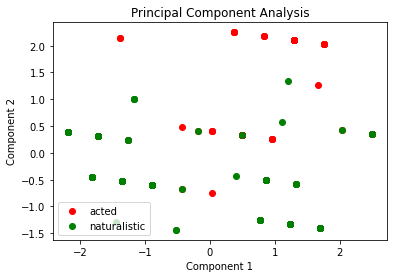 Principal Component Analysis
Component 2
2.0
1.5
1.0
0.5
0.0
−0.5
−1.0
−1.5
acted
naturalistic
−2
−1
0
1
2
Component 1